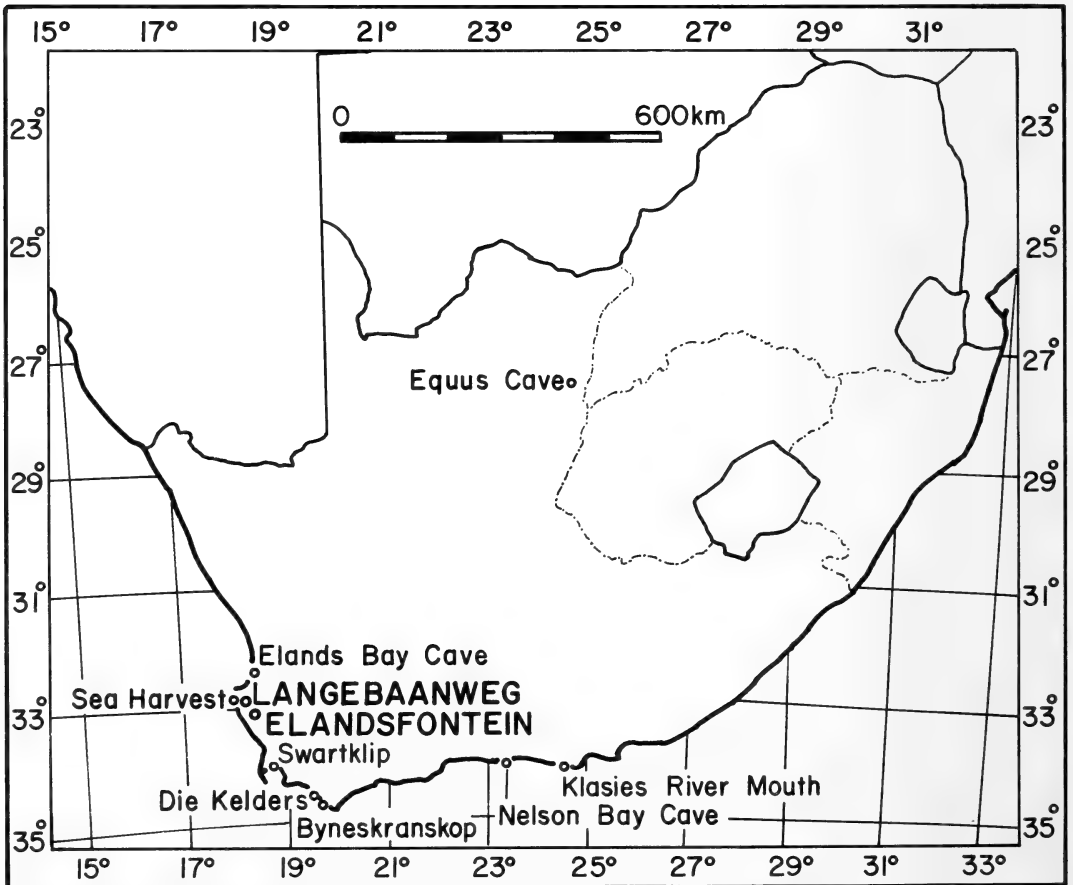 15° 17° 19° 21° 23° 25° 27° 29° 31°
0 600km
23° 23°
25° 25°
27° 27°
Equus Cave
29° 29°
31° 31°
Elands Bay Cave
Sea Harvest LANGEBAANWEG
33° ELANDSFONTEIN 33°
Swartklip
Klasies River Mouth
Die Kelders
Nelson Bay Cave
Byneskranskop
35° 35°
15° 17° 19° 21° 23° 25° 27° 29° 31° 33°